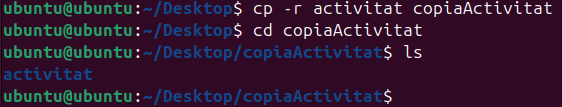 ubuntu@ubuntu:~/Desktop$ cp -r activitat copiaActivitat
ubuntu@ubuntu:~/Desktop$ cd copiaActivitat
ubuntu@ubuntu:~/Desktop/copiaActivitat$ ls
activitat
ubuntu@ubuntu:~/Desktop/copiaActivitat$